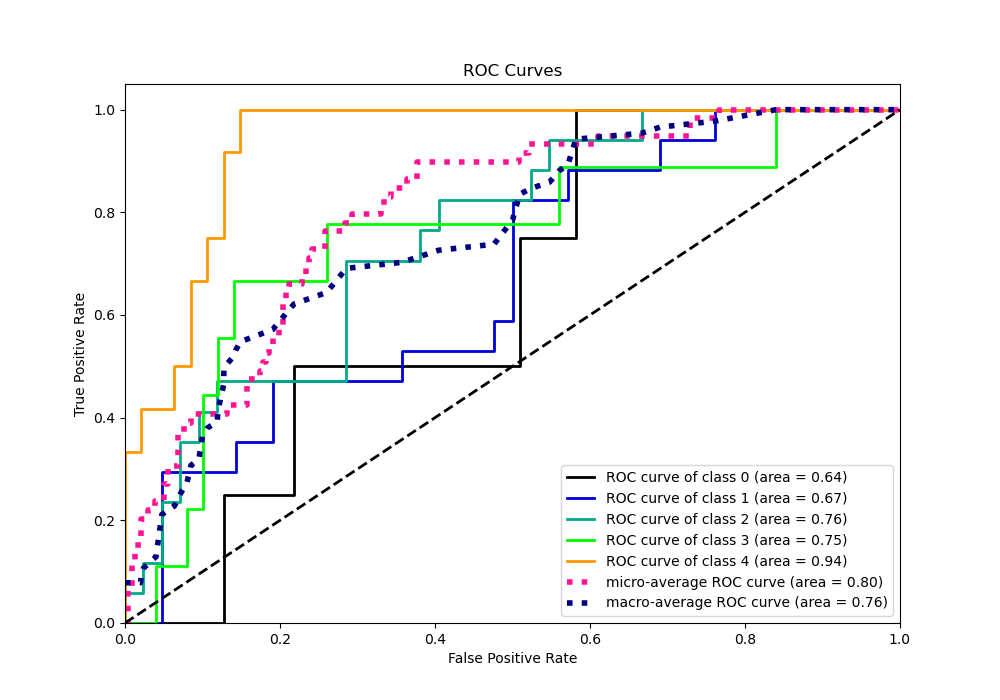 ROC Curves
True Positive Rate
1.0
0.8
0.6
0.4
0.2
0.0
ROC curve of class 0 (area = 0.64)
ROC curve of class 1 (area = 0.67)
ROC curve of class 2 (area = 0.76)
ROC curve of class 3 (area = 0.75)
ROC curve of class 4 (area = 0.94)
micro-average ROC curve (area = 0.80)
macro-average ROC curve (area = 0.76)
0.0 0.2 0.4 0.6 0.8 1.0
False Positive Rate